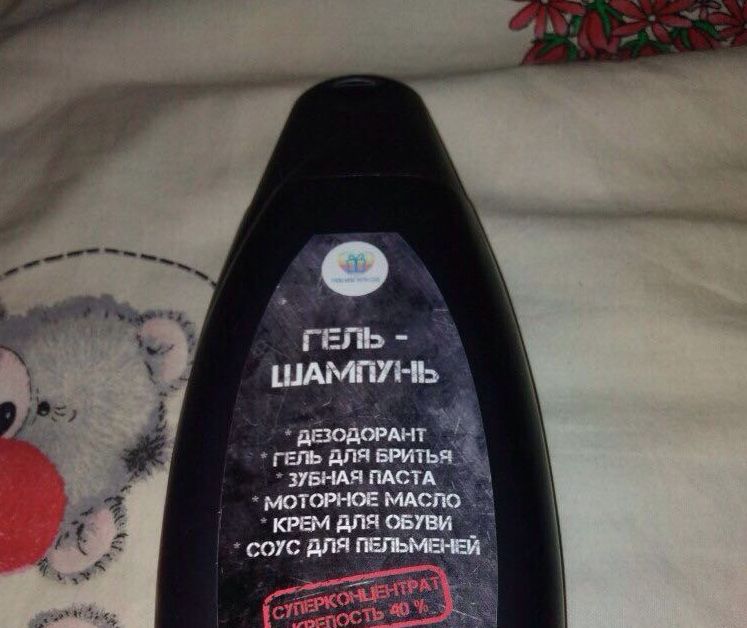 ГЕЛЬ -
ШАМПУНЬ
* ДЕЗОДОРАНТ
* ГЕЛЬ ДЛЯ БРИТЬЯ
* ЗУБНАЯ ПАСТА
* МОТОРНОЕ МАСЛО
* КРЕМ ДЛЯ ОБУВИ
* СОУС ДЛЯ ПЕЛЬМЕНЕЙ
СУПЕРКОНЦЕНТРАТ
КРЕПОСТЬ 40 %